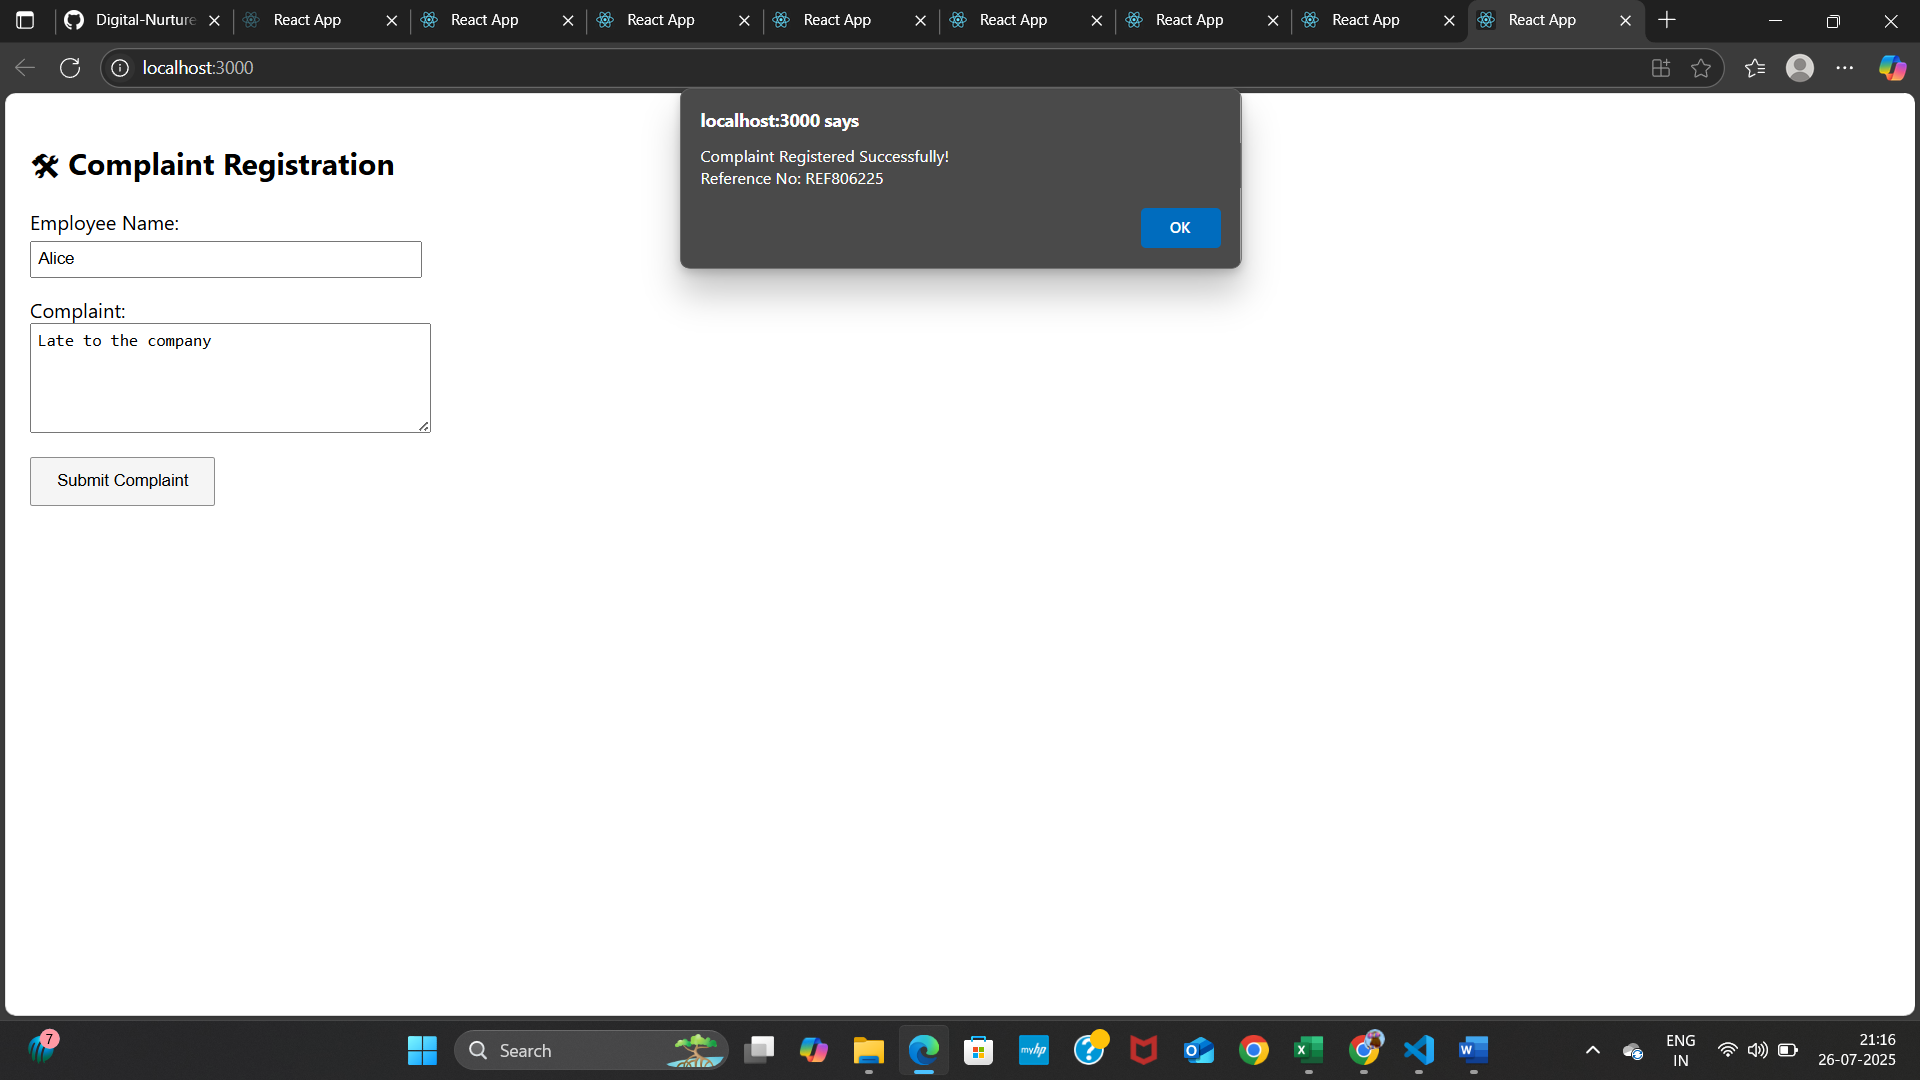 Digital-Nurture
React App
React App
React App
React App
React App
React App
React App
React App
localhost:3000
localhost:3000 says
Complaint Registered Successfully!
Reference No: REF806225
OK
🛠 Complaint Registration
Employee Name:
Alice
Complaint:
Late to the company
Submit Complaint
7
Search
myhp
ENG
IN
21:16
26-07-2025